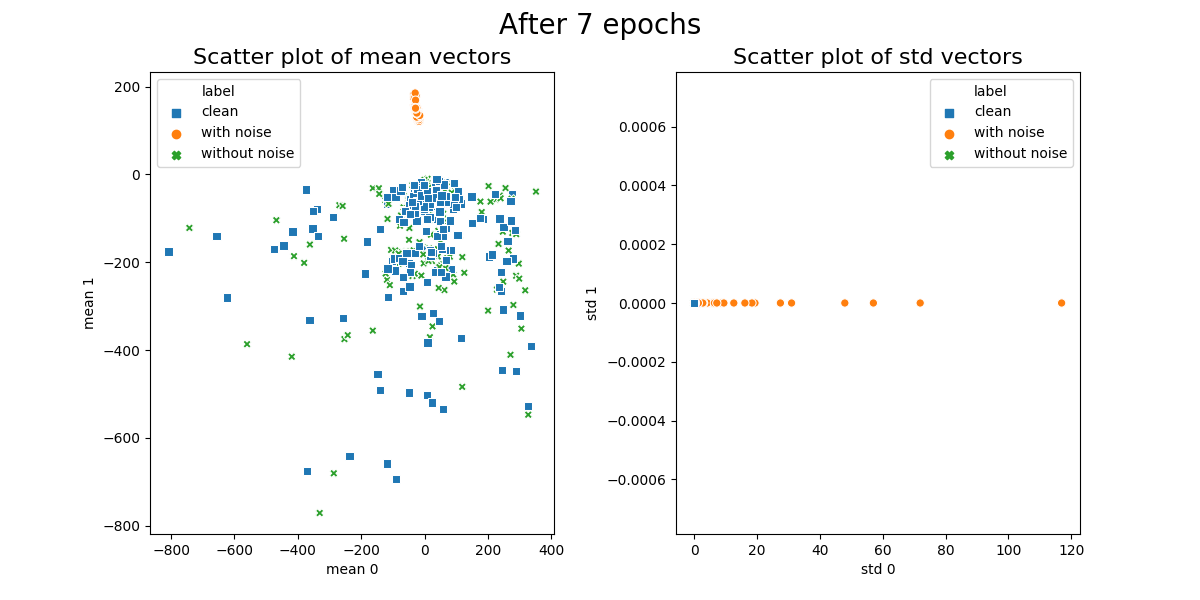 After 7 epochs
Scatter plot of mean vectors
label
clean
with noise
without noise
200
0
−200
−400
−600
−800
mean 1
−800
−600
−400
−200
0
200
400
mean 0
Scatter plot of std vectors
label
clean
with noise
without noise
0.0006
0.0004
0.0002
0.0000
−0.0002
−0.0004
−0.0006
std 1
0
20
40
60
80
100
120
std 0